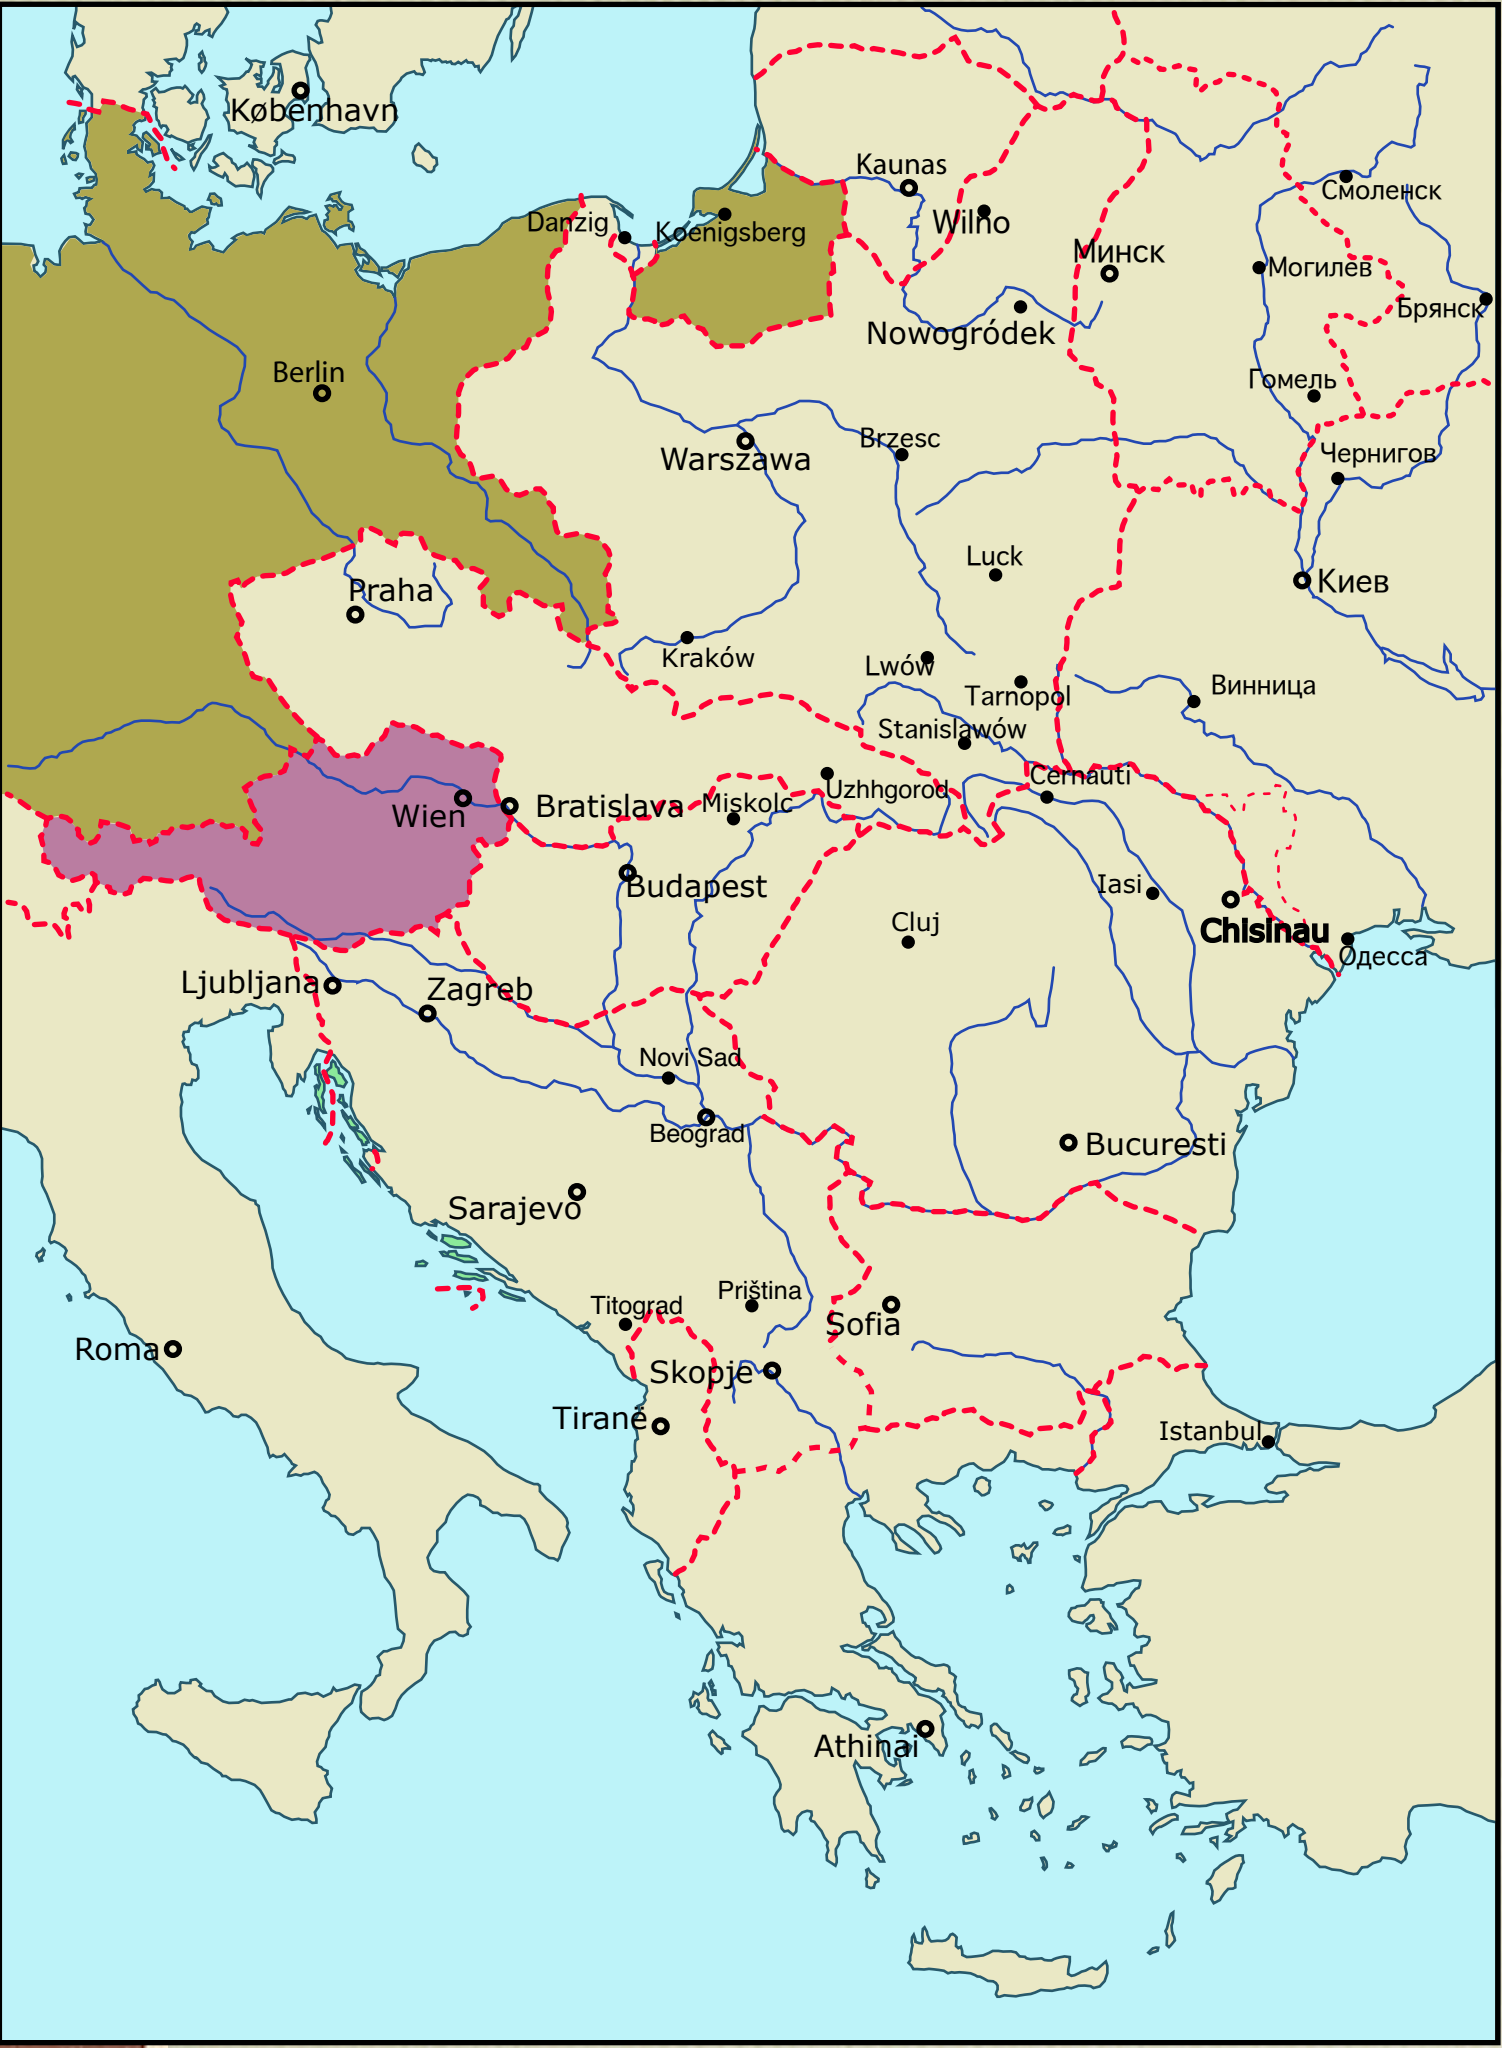 København
Kaunas
Смоленск
Danzig
Koenigsberg
Wilno
Минск
Могилев
Брянск
Nowogródek
Berlin
Гомель
Brzesc
Warszawa
Чернигов
Luck
Киев
Praha
Kraków
Lwów
Tarnopol
Винница
Stanislawów
Cernauti
Uzhhgorod
Miskolc
Bratislava
Wien
Budapest
Iasi
Cluj
Chisinau
Одесса
Ljubljana
Zagreb
Novi Sad
Beograd
Bucuresti
Sarajevo
Priština
Titograd
Sofia
Roma
Skopje
Tiranë
Istanbul
Athinai